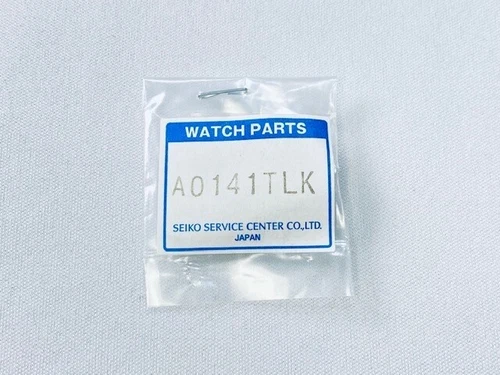 WATCH PARTS
A0141TLK
SEIKO SERVICE CENTER CO.,LTD.
JAPAN